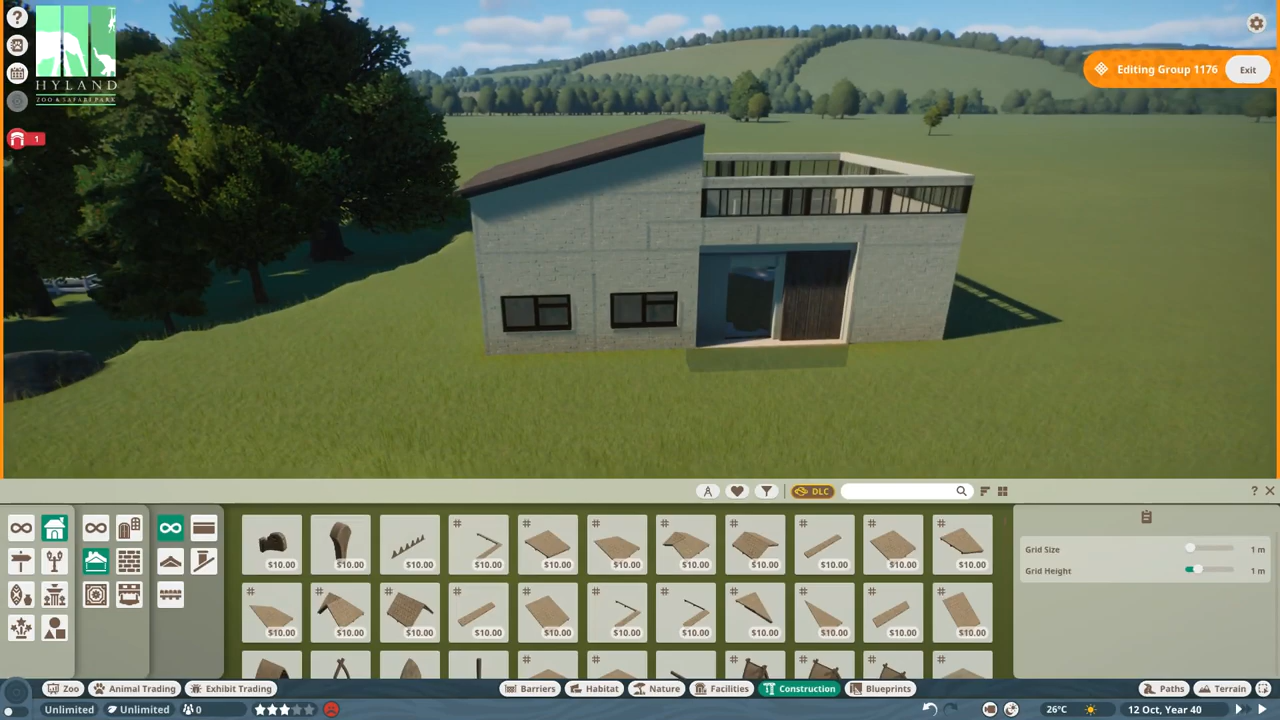 HYLAND
ZOO & SAFARI PARK
Editing Group 1176
Exit
1
DLC
$10.00 $10.00 $10.00 $10.00 $10.00 $10.00 $10.00 $10.00 $10.00 $10.00 $10.00
$10.00 $10.00 $10.00 $10.00 $10.00 $10.00 $10.00 $10.00 $10.00 $10.00 $10.00
Grid Size 1 m
Grid Height 1 m
Zoo Animal Trading Exhibit Trading Barriers Habitat Nature Facilities Construction Blueprints Paths Terrain
Unlimited Unlimited 0 26°C 12 Oct, Year 40